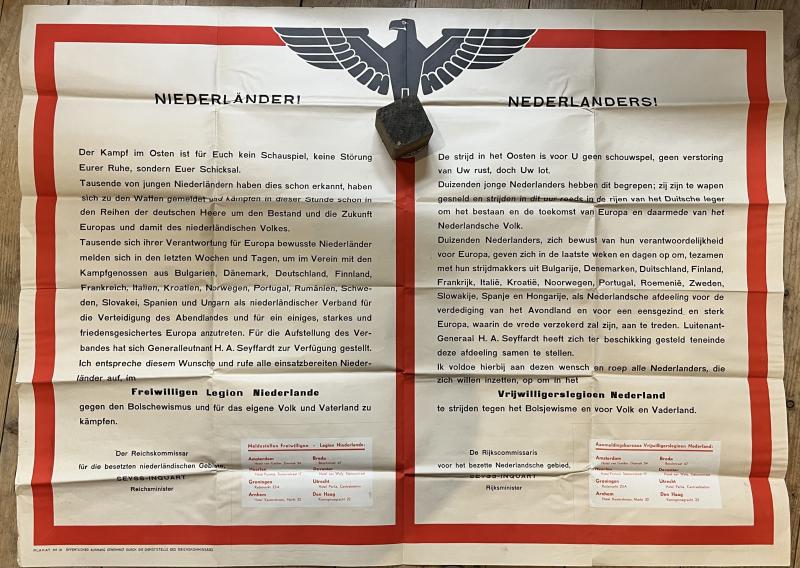 NIEDERLÄNDER!
Der Kampf im Osten ist für Euch kein Schauspiel, keine Störung
Eurer Ruhe, sondern Euer Schicksal.
Tausende von jungen Niederländern haben dies schon erkannt, haben
sich zu den Waffen gemeldet und kämpfen in dieser Stunde schon in
den Reihen der deutschen Heere um den Bestand und die Zukunft
Europas und damit des niederländischen Volkes.
Tausende sich ihrer Verantwortung für Europa bewusste Niederländer
melden sich in den letzten Wochen und Tagen, um im Verein mit den
Kampfgenossen aus Bulgarien, Dänemark, Deutschland, Finnland,
Frankreich, Italien, Kroatien, Norwegen, Portugal, Rumänien, Schwe-
den, Slovakei, Spanien und Ungarn als niederländischer Verband für
die Verteidigung des Abendlandes und für ein einiges, starkes und
friedensgesichertes Europa anzutreten. Für die Aufstellung des Ver-
bandes hat sich Generalleutnant H. A. Seyffardt zur Verfügung gestellt.
Ich entspreche diesem Wunsche und rufe alle einsatzbereiten Nieder-
länder auf, im
Freiwilligen Legion Niederlande
gegen den Bolschewismus und für das eigene Volk und Vaterland zu
kämpfen.
Der Reichskommissar
für die besetzten niederländischen Gebiete,
SEYSS-INQUART
Reichsminister
Meldestellen Freiwilligen - Legion Niederlande:
Amsterdam
Breda
Groningen
Utrecht
Arnhem
Den Haag
PLAKAT Nr.
NEDERLANDERS!
De strijd in het Oosten is voor U geen schouwspel, geen verstoring
van Uw rust, doch Uw lot.
Duizenden jonge Nederlanders hebben dit begrepen; zij zijn te wapen
gesneld en strijden in dit uur reeds in de rijen van het Duitsche leger
om het bestaan en de toekomst van Europa en daarmede van het
Nederlandsche Volk.
Duizenden Nederlanders, zich bewust van hun verantwoordelijkheid
voor Europa, geven zich in de laatste weken en dagen op om, tezamen
met hun strijdmakkers uit Bulgarije, Denemarken, Duitschland, Finland,
Frankrijk, Italië, Kroatië, Noorwegen, Portugal, Roemenië, Zweden,
Slowakije, Spanje en Hongarije, als Nederlandsche afdeeling voor de
verdediging van het Avondland en voor een eensgezind en sterk
Europa, waarin de vrede verzekerd zal zijn, aan te treden. Luitenant-
Generaal H. A. Seyffardt heeft zich ter beschikking gesteld teneinde
deze afdeeling samen te stellen.
Ik voldoe hierbij aan dezen wensch en roep alle Nederlanders, die
zich willen inzetten, op om in het
Vrijwilligerslegioen Nederland
te strijden tegen het Bolsjewisme en voor Volk en Vaderland.
De Rijkscommissaris
voor het bezette Nederlandsche gebied,
SEYSS-INQUART
Rijksminister
Aanmeldingsbureaux Vrijwilligerslegioen Nederland:
Amsterdam
Breda
Groningen
Utrecht
Arnhem
Den Haag